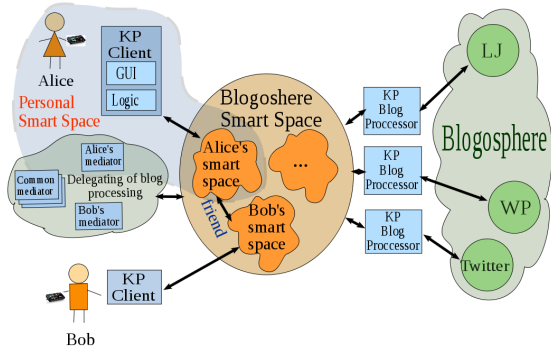 Alice
Personal
Smart Space
KP
Client
GUI
Logic
Blogoshere
Smart Space
Alice's
smart
space
...
friend
Bob's
smart
space
Alice's
mediator
Delegating of blog
processing
Common
mediator
Bob's
mediator
KP
Client
Bob
KP
Blog
Proccessor
KP
Blog
Proccessor
KP
Blog
Proccessor
Blogosphere
LJ
WP
Twitter